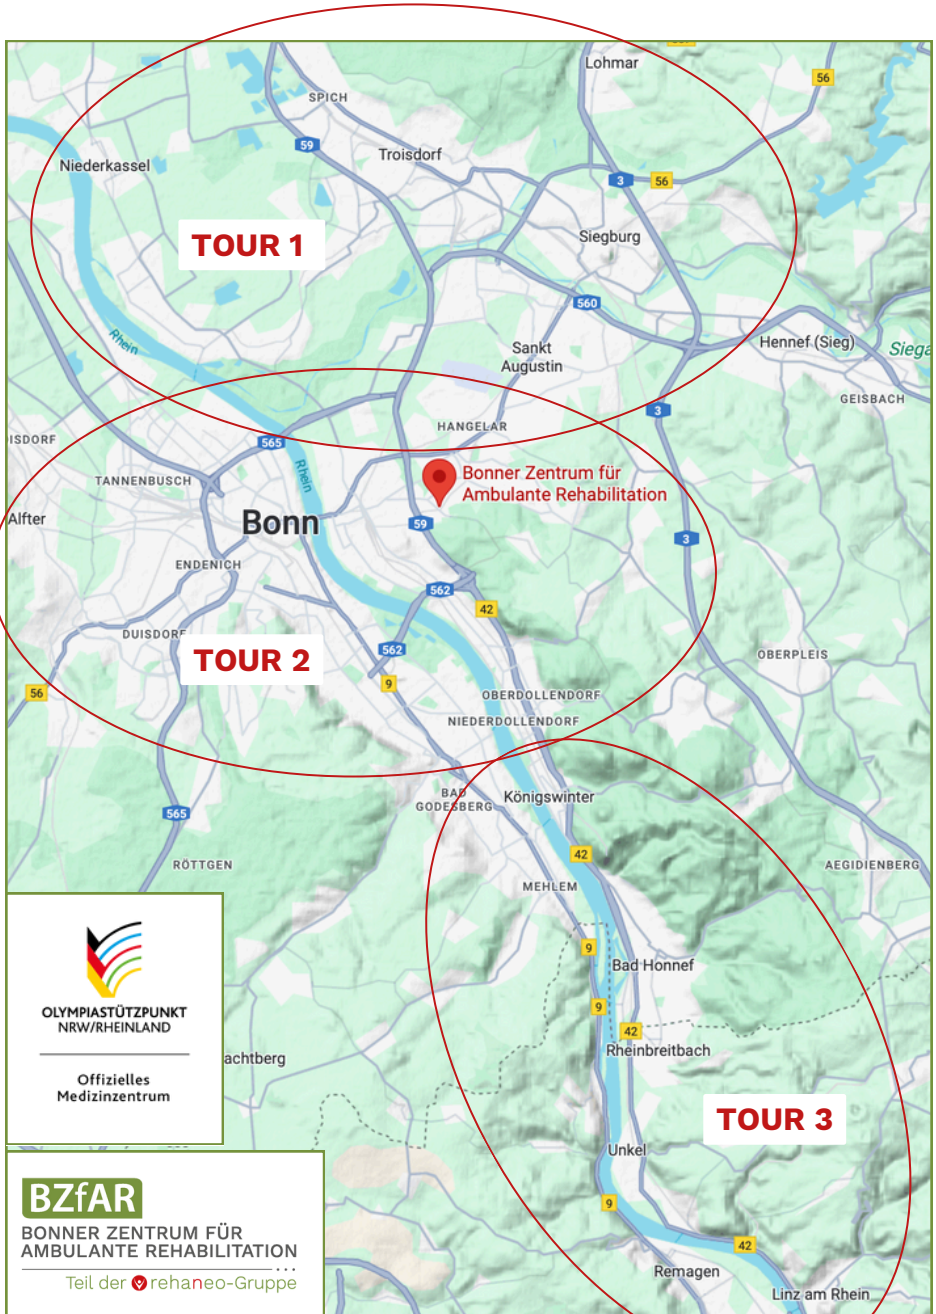 Lohmar
56
SPICH
59
Troisdorf
Niederkassel
3
56
TOUR 1
Siegburg
560
Rhein
Hennef (Sieg)
Sankt
Augustin
Siega
GEISBACH
3
HANGELAR
ISDORF
565
TANNENBUSCH
Rhein
Bonner Zentrum für
Ambulante Rehabilitation
Alfter
Bonn
59
3
ENDENICH
562
42
DUISDORF
562
TOUR 2
OBERPLEIS
9
56
OBERDOLLENDORF
NIEDERDOLLENDORF
BAD
GODESBERG
Königswinter
565
42
RÖTTGEN
AEGIDIENBERG
MEHLEM
9
Bad Honnef
9
42
Rheinbreitbach
achtberg
TOUR 3
Unkel
9
42
Remagen
Linz am Rhein
OLYMPIASTÜTZPUNKT
NRW/RHEINLAND
Offizielles
Medizinzentrum
BZfAR
BONNER ZENTRUM FÜR
AMBULANTE REHABILITATION
Teil der rehaneo-Gruppe